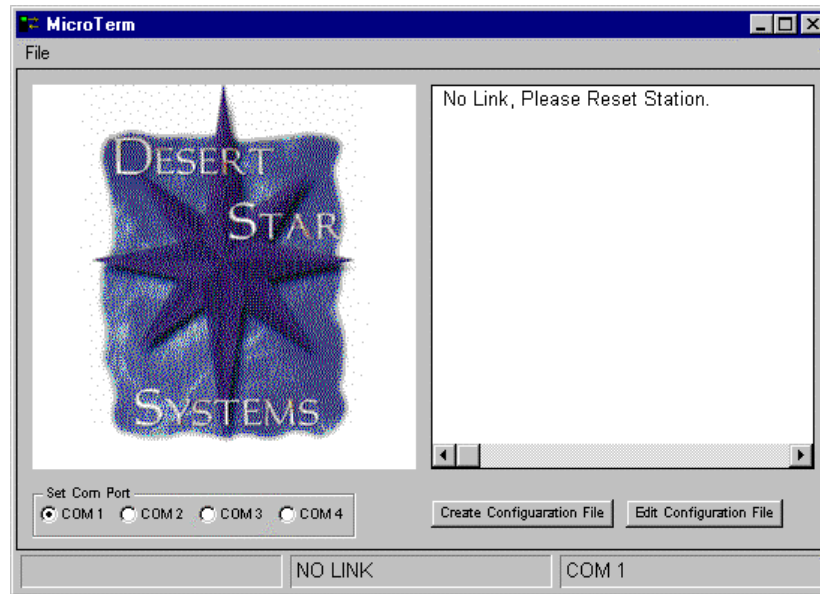 MicroTerm
File
DESERT
STAR
SYSTEMS
No Link, Please Reset Station.
Set Com Port
COM 1 COM 2 COM 3 COM 4
Create Configuaration File Edit Configuration File
NO LINK COM 1